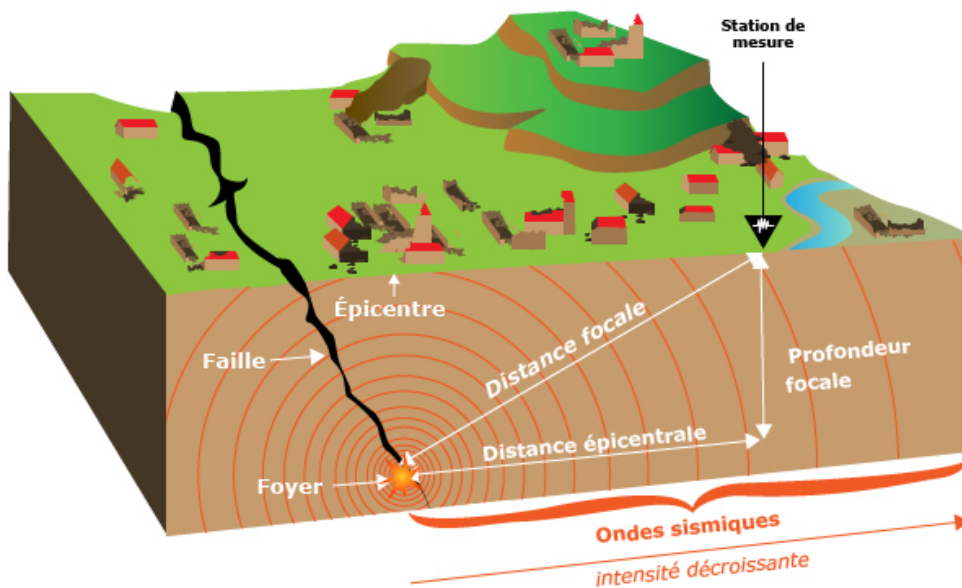 Station de
mesure
Épicentre
Faille
Distance focale
Profondeur
focale
Distance épicentrale
Foyer
Ondes sismiques
intensité décroissante